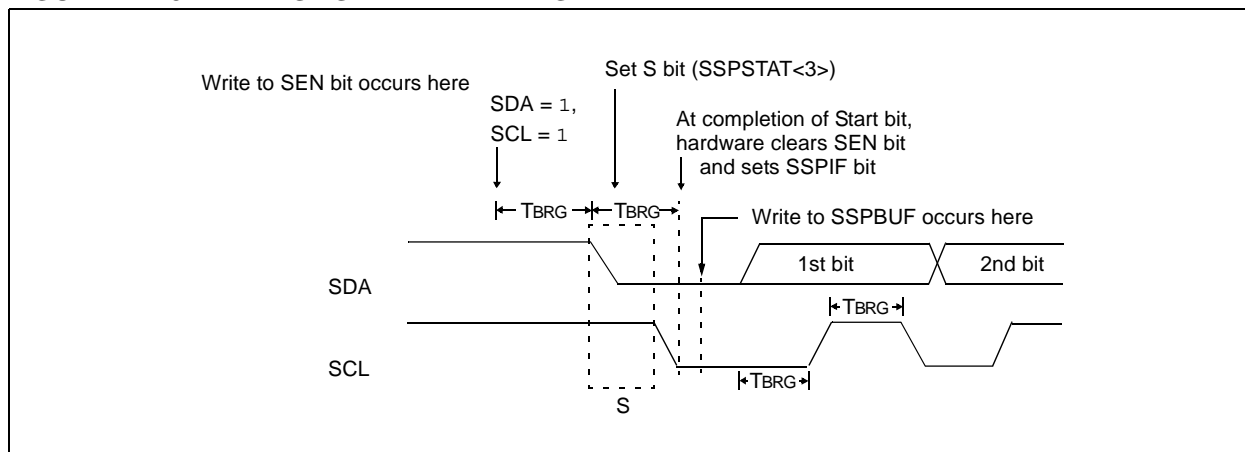 Write to SEN bit occurs here
Set S bit (SSPSTAT<3>)
SDA = 1,
SCL = 1
At completion of Start bit,
hardware clears SEN bit
and sets SSPIF bit
TBRG
TBRG
Write to SSPBUF occurs here
SDA
1st bit
2nd bit
TBRG
SCL
TBRG
S